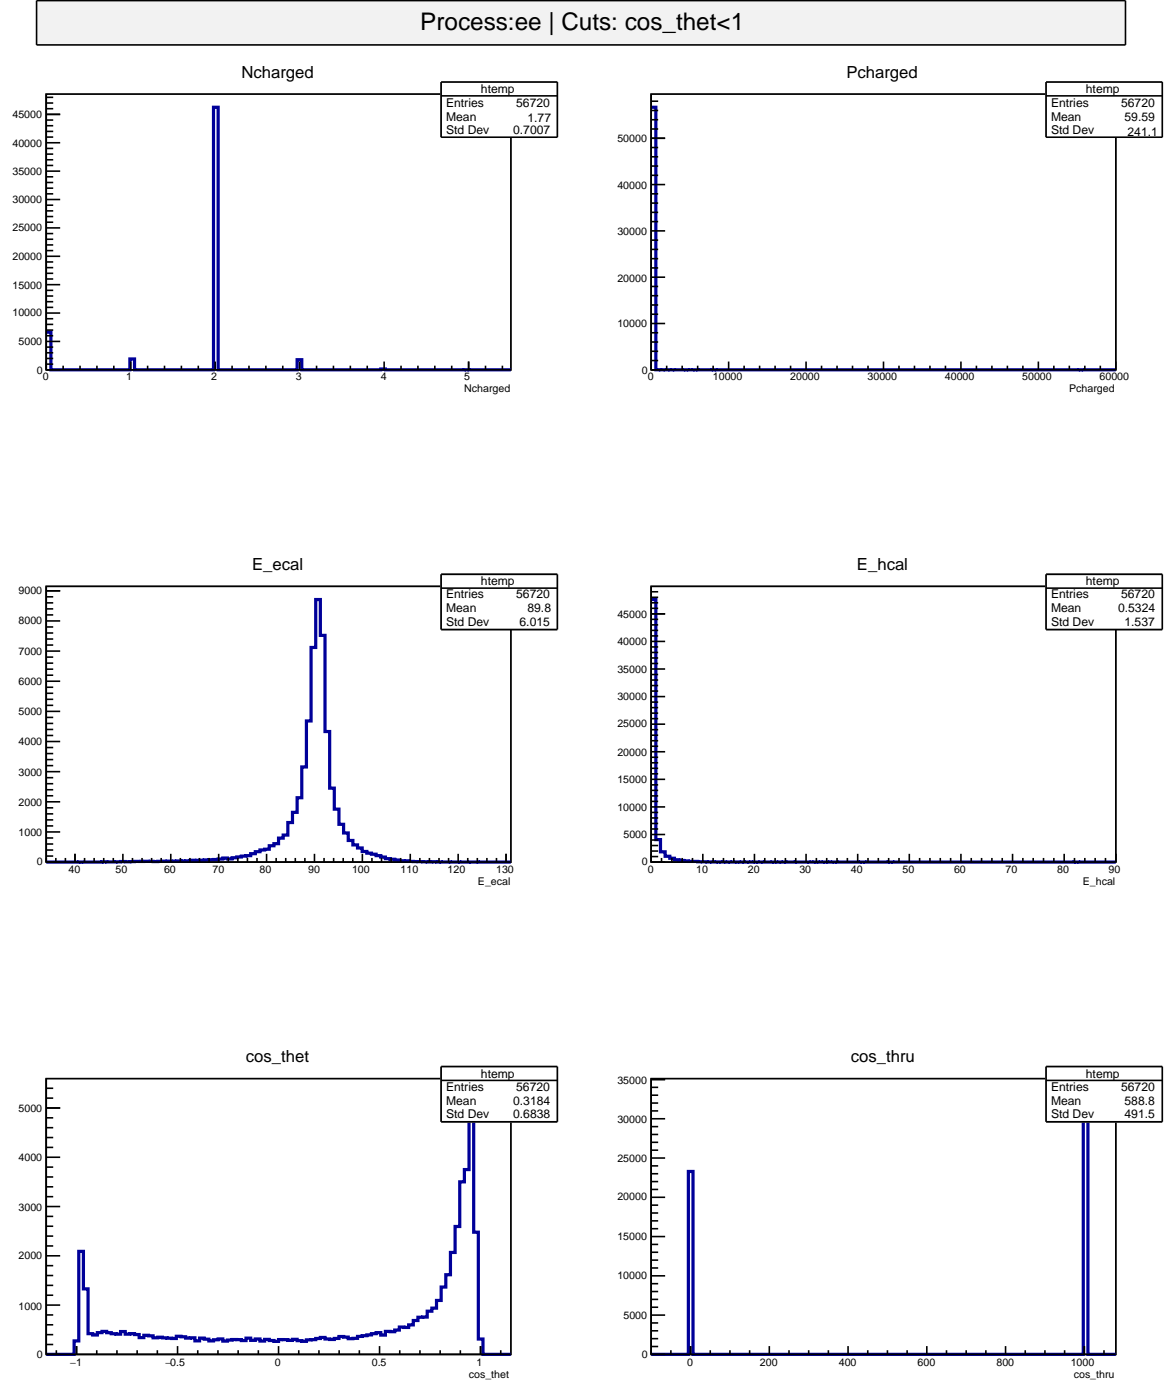 Process:ee | Cuts: cos_thet<1
Ncharged
htemp
Entries 56720
Mean 1.77
Std Dev 0.7007
45000
40000
35000
30000
25000
20000
15000
10000
5000
0
0 1 2 3 4 5
Ncharged
Pcharged
htemp
Entries 56720
Mean 59.59
Std Dev 241.1
50000
40000
30000
20000
10000
0
0 10000 20000 30000 40000 50000 60000
Pcharged
E_ecal
htemp
Entries 56720
Mean 89.8
Std Dev 6.015
9000
8000
7000
6000
5000
4000
3000
2000
1000
0
40 50 60 70 80 90 100 110 120 130
E_ecal
E_hcal
htemp
Entries 56720
Mean 0.5324
Std Dev 1.537
45000
40000
35000
30000
25000
20000
15000
10000
5000
0
0 10 20 30 40 50 60 70 80 90
E_hcal
cos_thet
htemp
Entries 56720
Mean 0.3184
Std Dev 0.6838
5000
4000
3000
2000
1000
0
−1 −0.5 0 0.5 1
cos_thet
cos_thru
htemp
Entries 56720
Mean 588.8
Std Dev 491.5
35000
30000
25000
20000
15000
10000
5000
0
0 200 400 600 800 1000
cos_thru